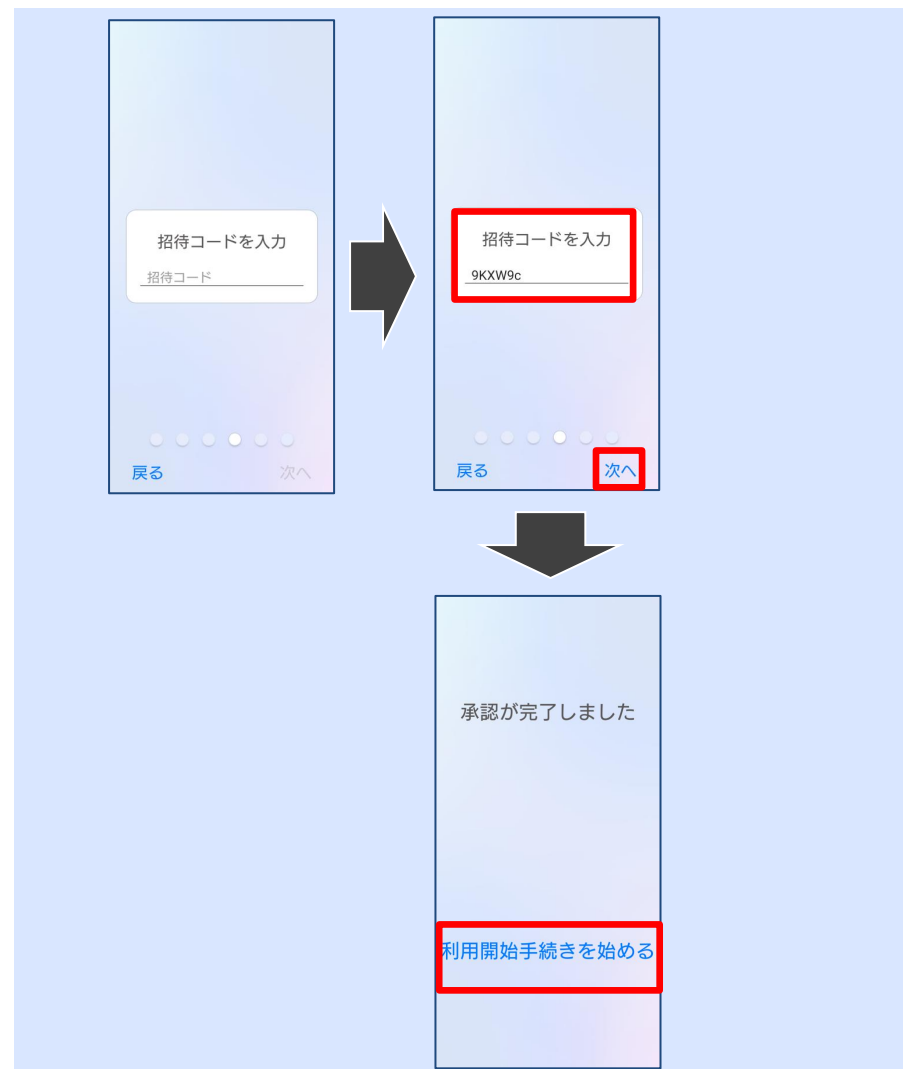 招待コードを入力
招待コード
戻る
次へ
招待コードを入力
9KXW9c
戻る
次へ
承認が完了しました
利用開始手続きを始める